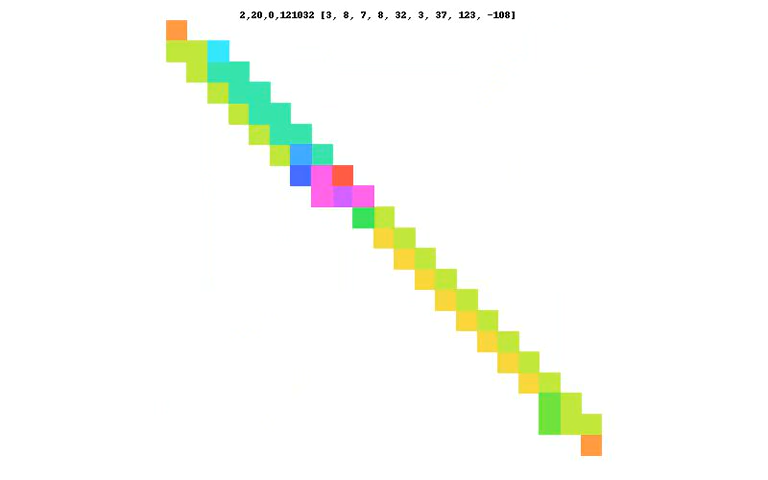 2,20,0,121032 [3, 8, 7, 8, 32, 3, 37, 123, -108]